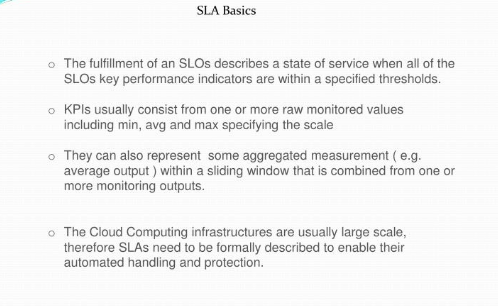 SLA Basics
o The fulfillment of an SLOs describes a state of service when all of the
SLOs key performance indicators are within a specified thresholds.
o KPIs usually consist from one or more raw monitored values
including min, avg and max specifying the scale
o They can also represent some aggregated measurement ( e.g.
average output ) within a sliding window that is combined from one or
more monitoring outputs.
o The Cloud Computing infrastructures are usually large scale,
therefore SLAs need to be formally described to enable their
automated handling and protection.